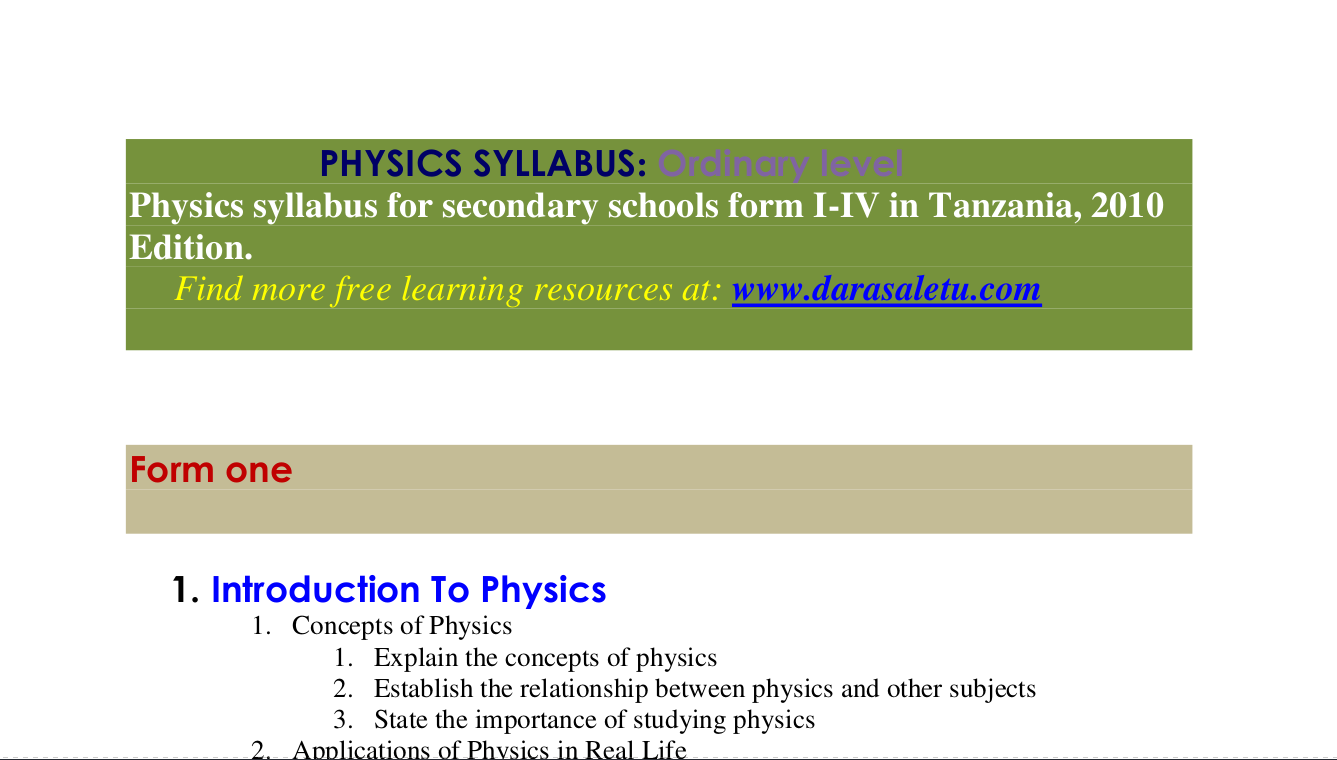 PHYSICS SYLLABUS: Ordinary level
Physics syllabus for secondary schools form I-IV in Tanzania, 2010
Edition.
Find more free learning resources at: www.darasaletu.com
Form one
1. Introduction To Physics
1. Concepts of Physics
1. Explain the concepts of physics
2. Establish the relationship between physics and other subjects
3. State the importance of studying physics
2. Applications of Physics in Real Life